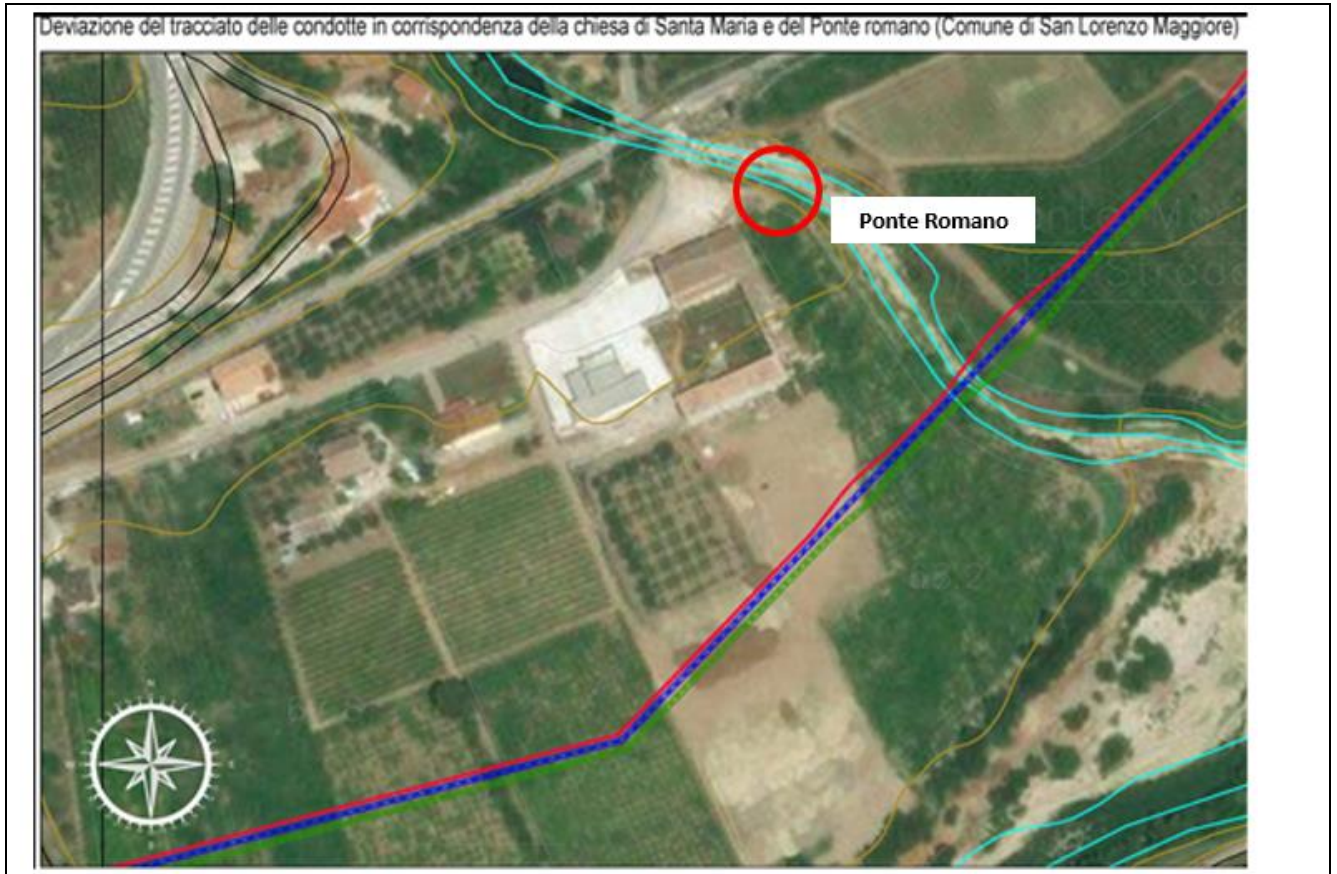 Deviazione del tracciato delle condotte in corrispondenza della chiesa di Santa Maria e del Ponte romano (Comune di San Lorenzo Maggiore)
Ponte Romano